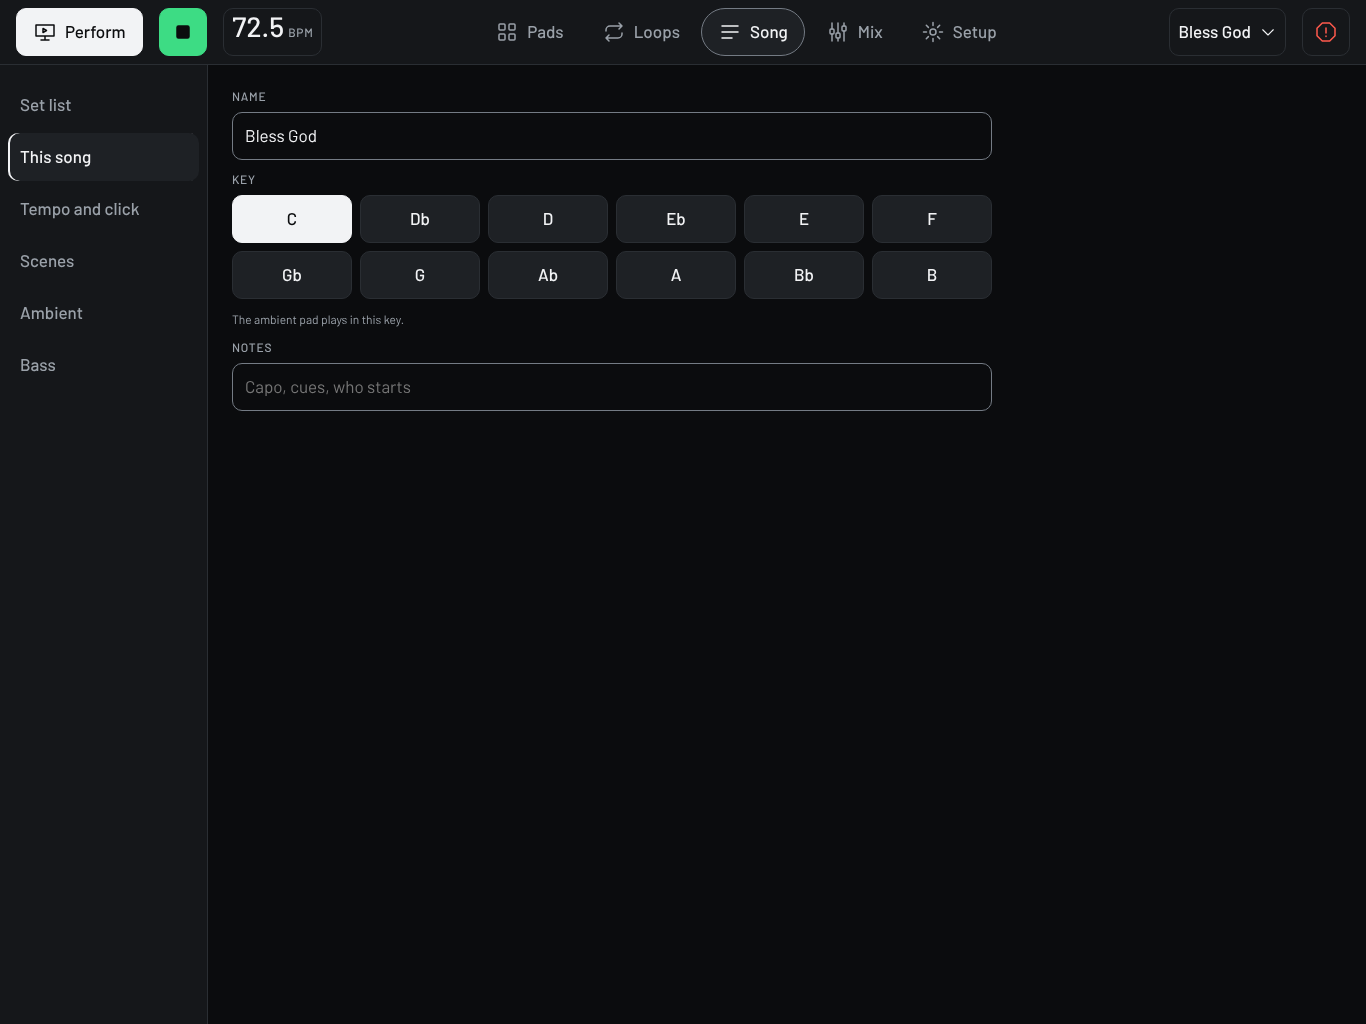 Perform
72.5 BPM
Pads
Loops
Song
Mix
Setup
Bless God
Set list
This song
Tempo and click
Scenes
Ambient
Bass
NAME
Bless God
KEY
C Db D Eb E F
Gb G Ab A Bb B
The ambient pad plays in this key.
NOTES
Capo, cues, who starts